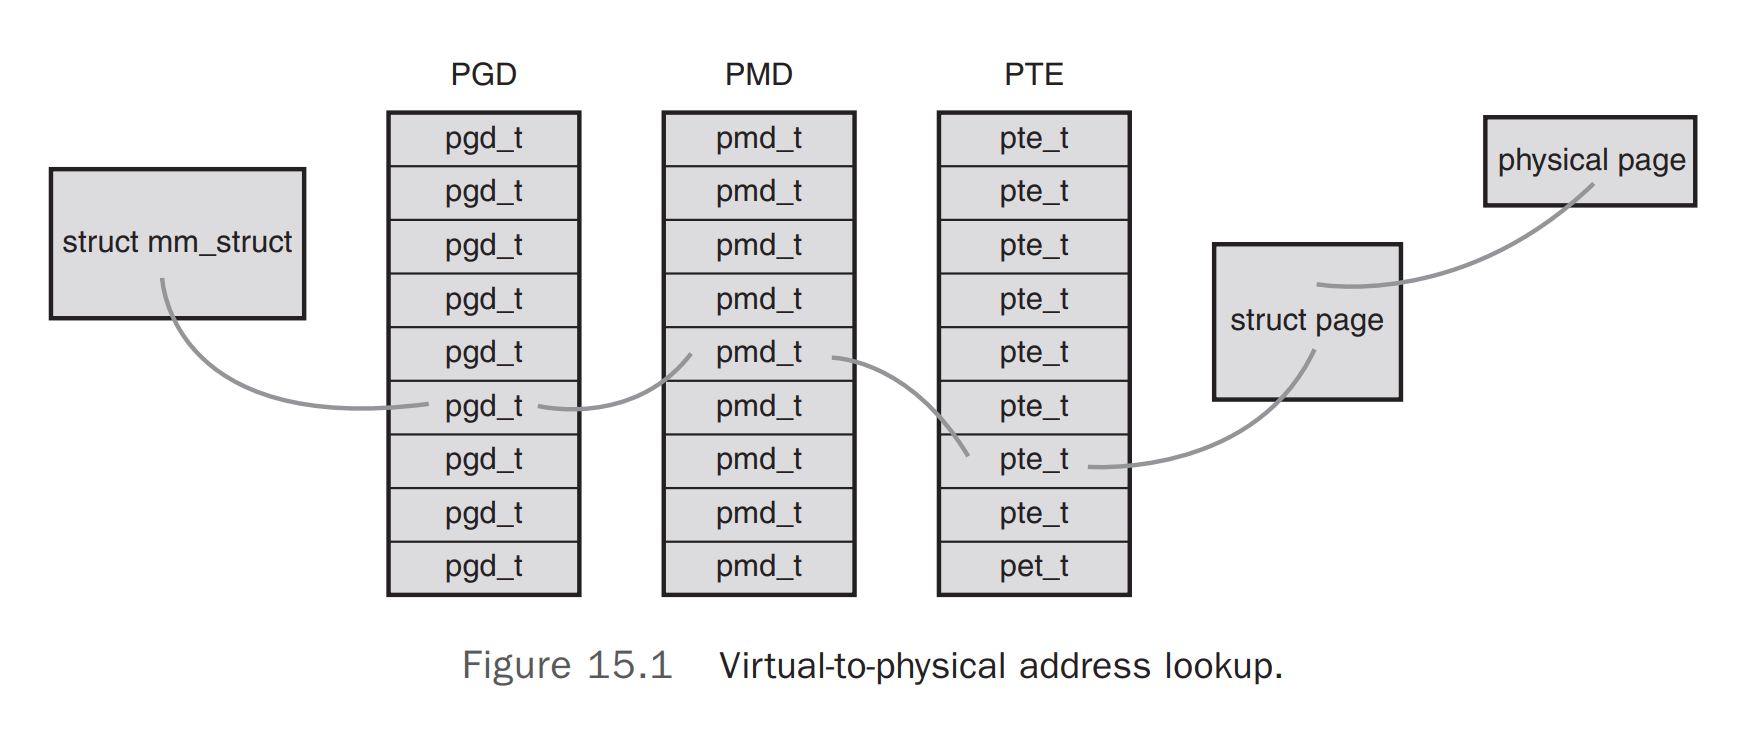 PGD
pgd_t
pgd_t
pgd_t
pgd_t
pgd_t
pgd_t
pgd_t
pgd_t
pgd_t
PMD
pmd_t
pmd_t
pmd_t
pmd_t
pmd_t
pmd_t
pmd_t
pmd_t
pmd_t
PTE
pte_t
pte_t
pte_t
pte_t
pte_t
pte_t
pte_t
pte_t
pet_t
struct mm_struct
struct page
physical page
Figure 15.1 Virtual-to-physical address lookup.